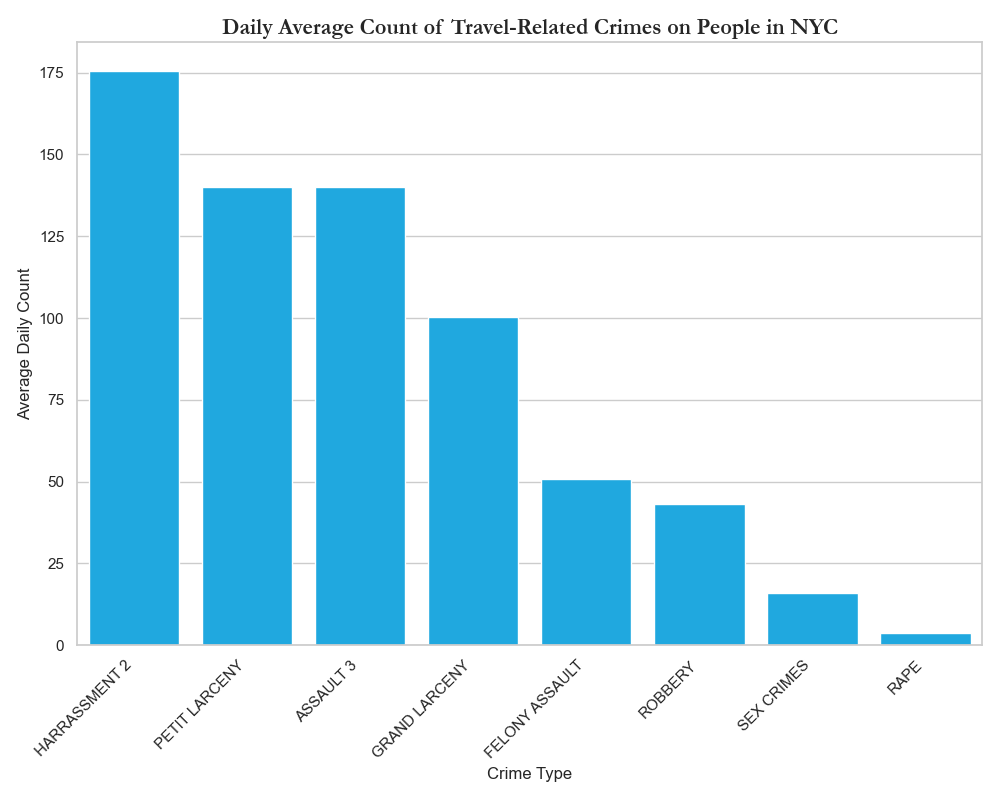 Daily Average Count of Travel-Related Crimes on People in NYC
175
150
125
100
75
50
25
0
Average Daily Count
HARRASSMENT 2
PETIT LARCENY
ASSAULT 3
GRAND LARCENY
FELONY ASSAULT
ROBBERY
SEX CRIMES
RAPE
Crime Type